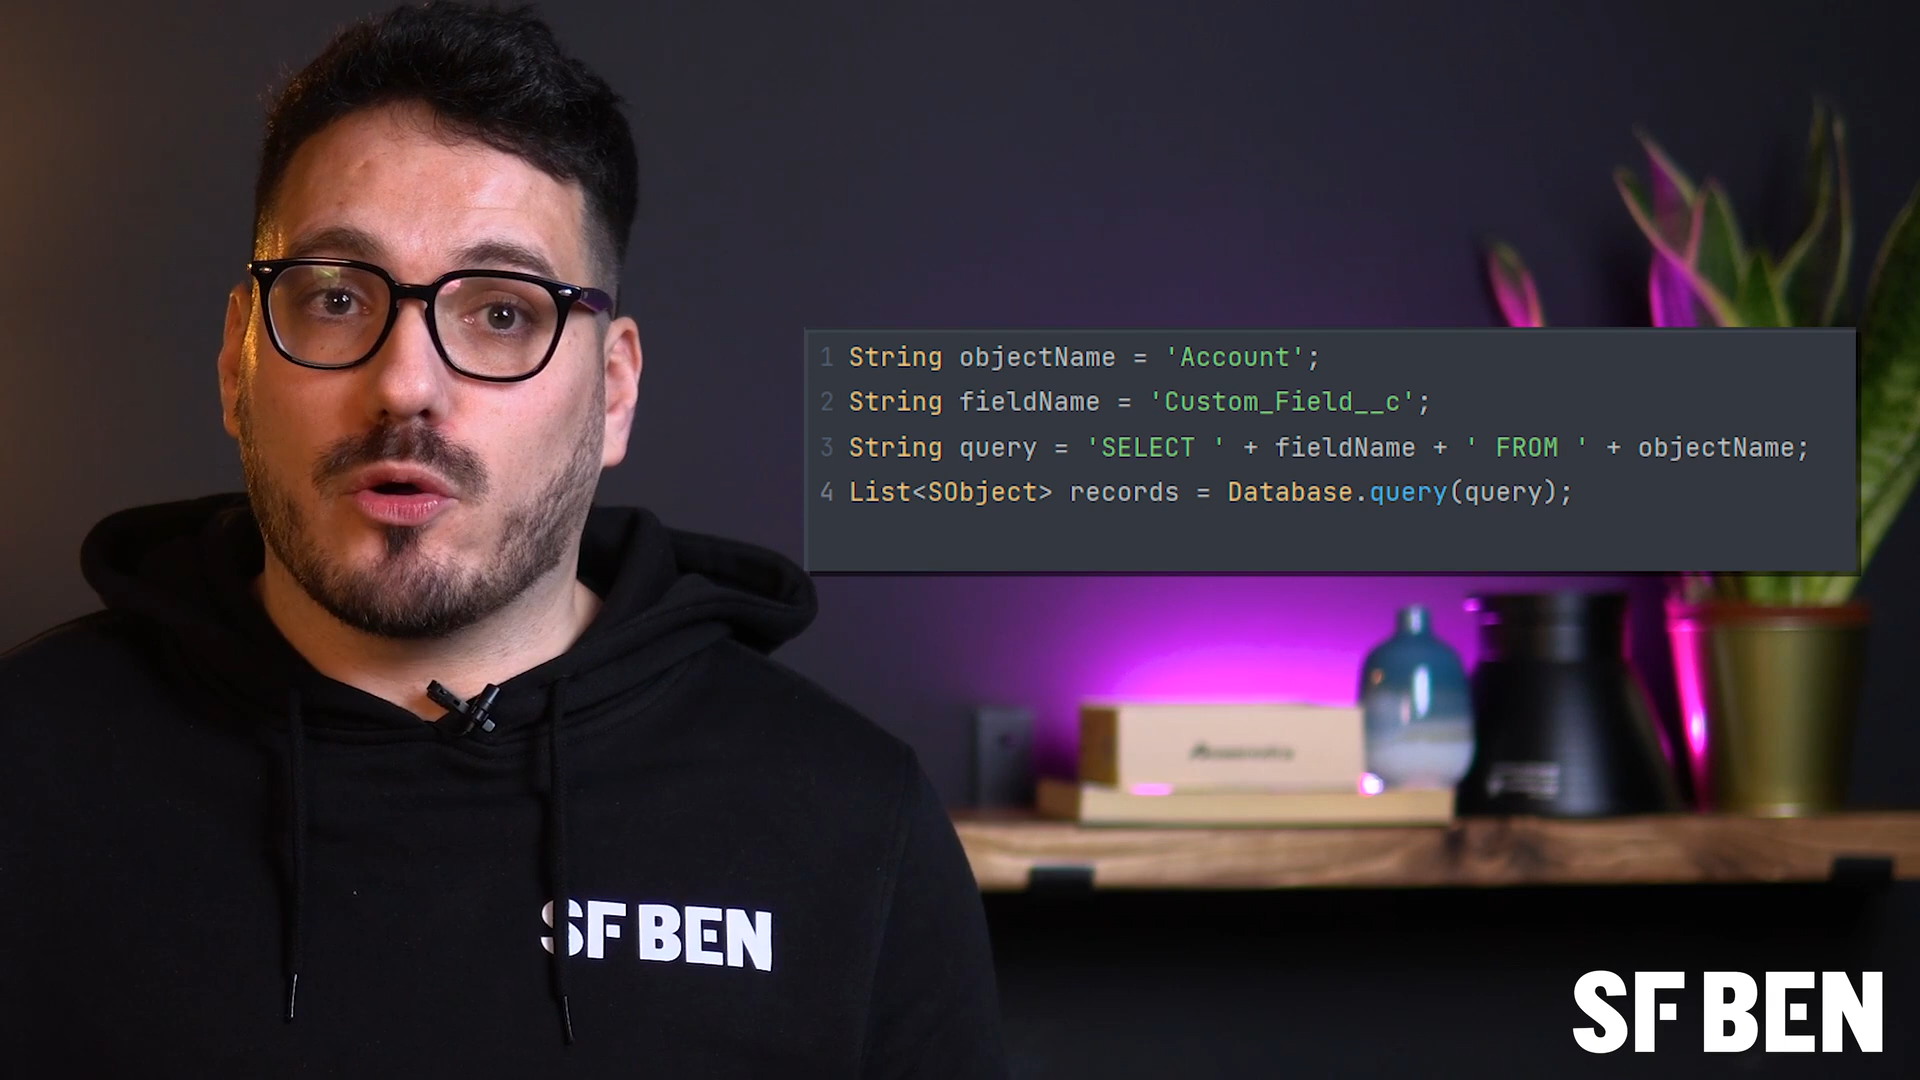 1 String objectName = 'Account';
2 String fieldName = 'Custom_Field__c';
3 String query = 'SELECT ' + fieldName + ' FROM ' + objectName;
4 List<SObject> records = Database.query(query);
SF BEN
SF BEN